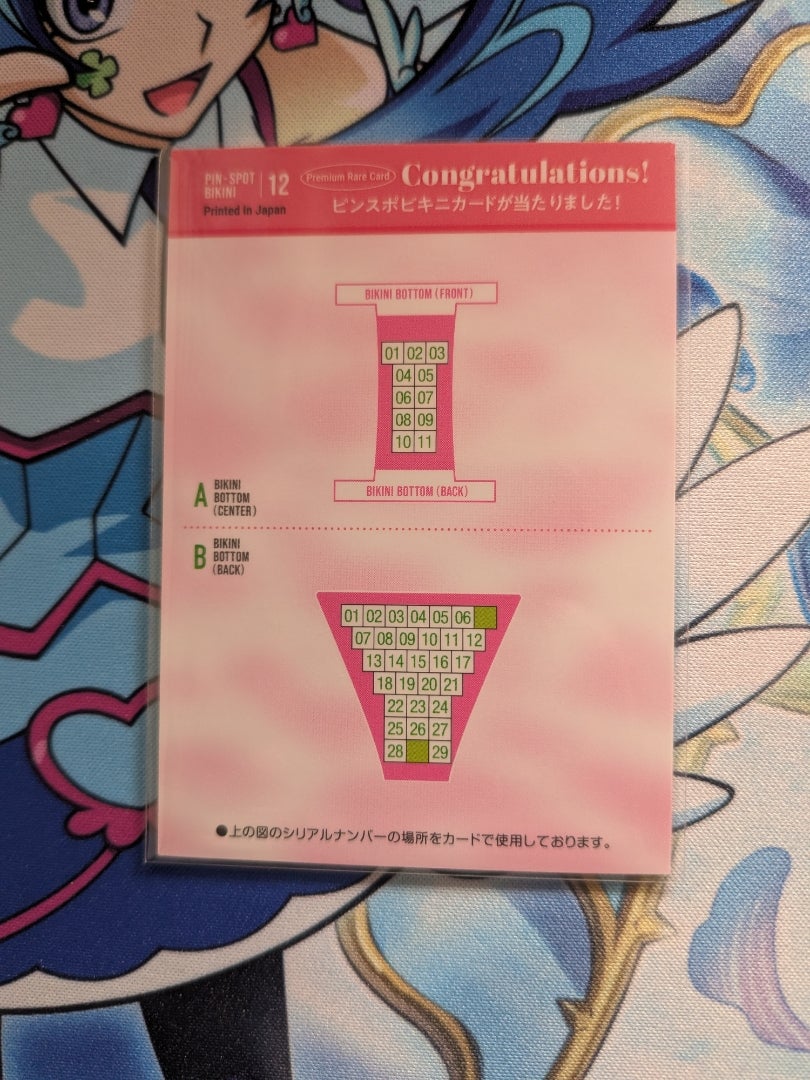 PIN-SPOT
BIKINI
12
Premium Rare Card
Congratulations!
Printed in Japan
ピンスポビキニカードが当たりました!
BIKINI BOTTOM (FRONT)
01 02 03
04 05
06 07
08 09
10 11
BIKINI BOTTOM (BACK)
A BIKINI
BOTTOM
(CENTER)
B BIKINI
BOTTOM
(BACK)
01 02 03 04 05 06
07 08 09 10 11 12
13 14 15 16 17
18 19 20 21
22 23 24
25 26 27
28 29
●上の図のシリアルナンバーの場所をカードで使用しております。